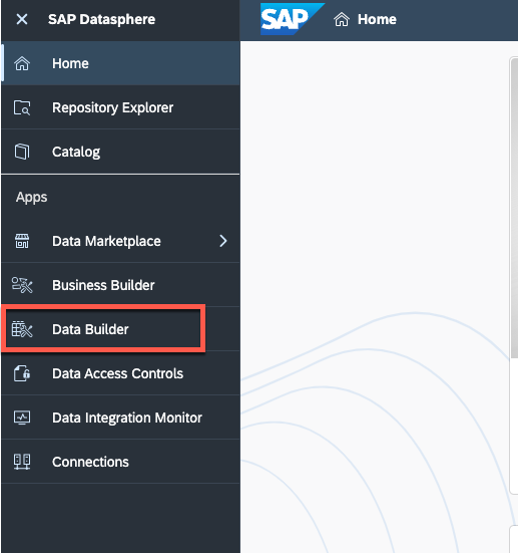 SAP Datasphere
SAP Home
Home
Repository Explorer
Catalog
Apps
Data Marketplace
Business Builder
Data Builder
Data Access Controls
Data Integration Monitor
Connections